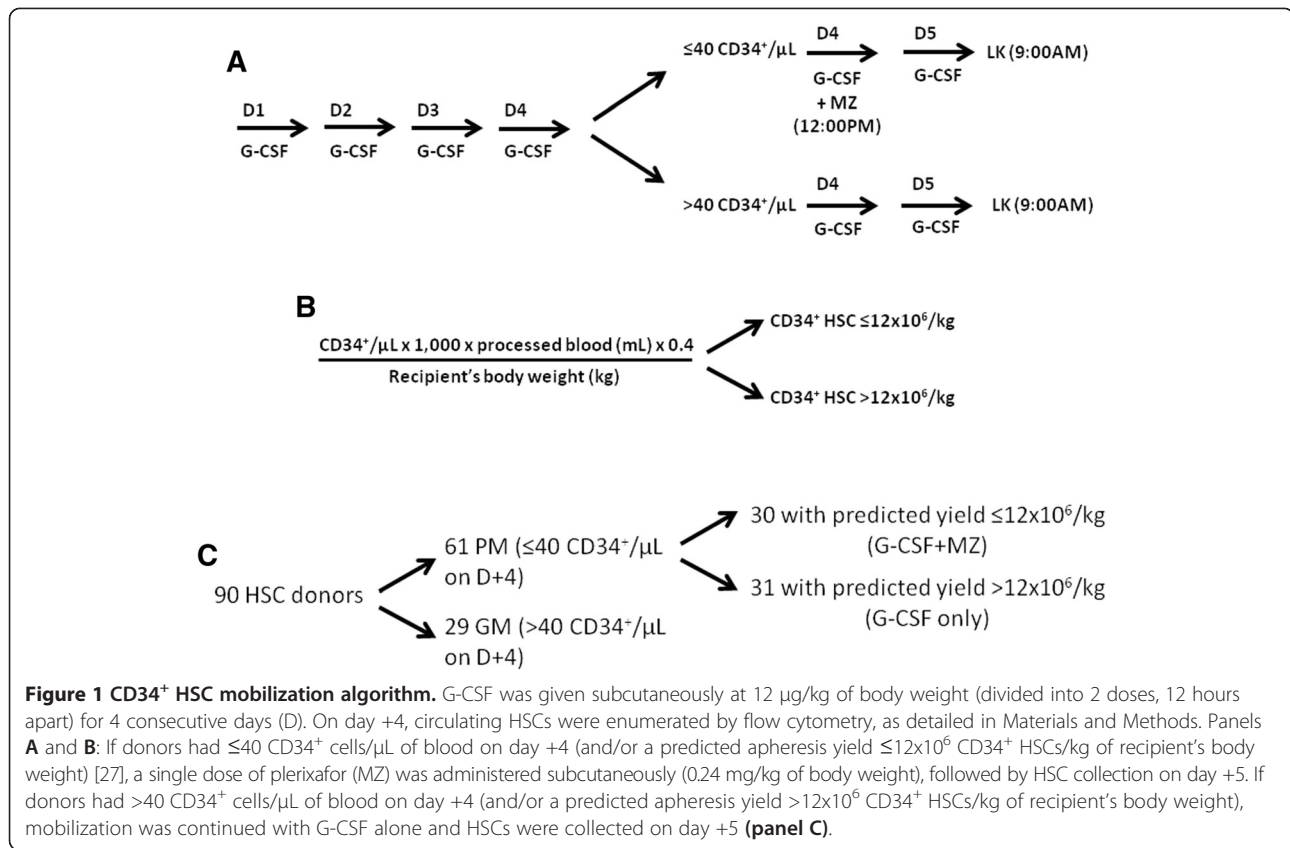 A
D1
G-CSF
D2
G-CSF
D3
G-CSF
D4
G-CSF
≤40 CD34⁺/µL
D4
G-CSF
+ MZ
(12:00PM)
D5
G-CSF
LK (9:00AM)
>40 CD34⁺/µL
D4
G-CSF
D5
G-CSF
LK (9:00AM)
B
CD34⁺/µL x 1,000 x processed blood (mL) x 0.4
Recipient's body weight (kg)
CD34⁺ HSC ≤12x10⁶/kg
CD34⁺ HSC >12x10⁶/kg
C
90 HSC donors
61 PM (≤40 CD34⁺/µL
on D+4)
29 GM (>40 CD34⁺/µL
on D+4)
30 with predicted yield ≤12x10⁶/kg
(G-CSF+MZ)
31 with predicted yield >12x10⁶/kg
(G-CSF only)
Figure 1 CD34⁺ HSC mobilization algorithm. G-CSF was given subcutaneously at 12 µg/kg of body weight (divided into 2 doses, 12 hours
apart) for 4 consecutive days (D). On day +4, circulating HSCs were enumerated by flow cytometry, as detailed in Materials and Methods. Panels
A and B: If donors had ≤40 CD34⁺ cells/µL of blood on day +4 (and/or a predicted apheresis yield ≤12x10⁶ CD34⁺ HSCs/kg of recipient's body
weight) [27], a single dose of plerixafor (MZ) was administered subcutaneously (0.24 mg/kg of body weight), followed by HSC collection on day +5. If
donors had >40 CD34⁺ cells/µL of blood on day +4 (and/or a predicted apheresis yield >12x10⁶ CD34⁺ HSCs/kg of recipient's body weight),
mobilization was continued with G-CSF alone and HSCs were collected on day +5 (panel C).